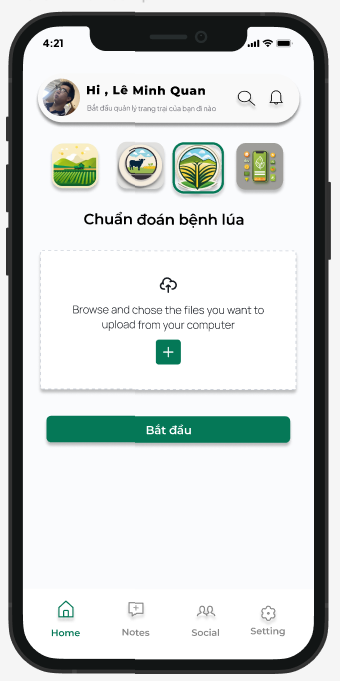 4:21
Hi , Lê Minh Quan
Bắt đầu quản lý trang trại của bạn đi nào
Chuẩn đoán bệnh lúa
Browse and chose the files you want to
upload from your computer
Bắt đầu
Home
Notes
Social
Setting